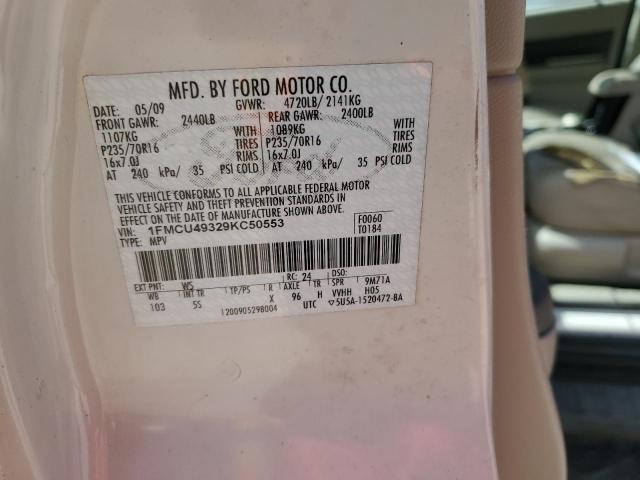 MFD. BY FORD MOTOR CO.
DATE: 05/09 GVWR: 4720LB/ 2141KG
FRONT GAWR: 2440LB REAR GAWR: 2400LB
1107KG WITH 1089KG WITH
P235/70R16 TIRES P235/70R16 TIRES
16x7.0J RIMS 16x7.0J RIMS
AT 240 kPa/ 35 PSI COLD AT 240 kPa/ 35 PSI COLD
THIS VEHICLE CONFORMS TO ALL APPLICABLE FEDERAL MOTOR
VEHICLE SAFETY AND THEFT PREVENTION STANDARDS IN
EFFECT ON THE DATE OF MANUFACTURE SHOWN ABOVE.
VIN: 1FMCU49329KC50553 F0060
TYPE: MPV T0184
EXT PNT: WS RC: 24 DSO:
WB INT TR TP/PS R AXLE TR SPR 9M71A
103 5S 96 H VVHH H05
1200905298004 UTC ▽5U5A-1520472-BA